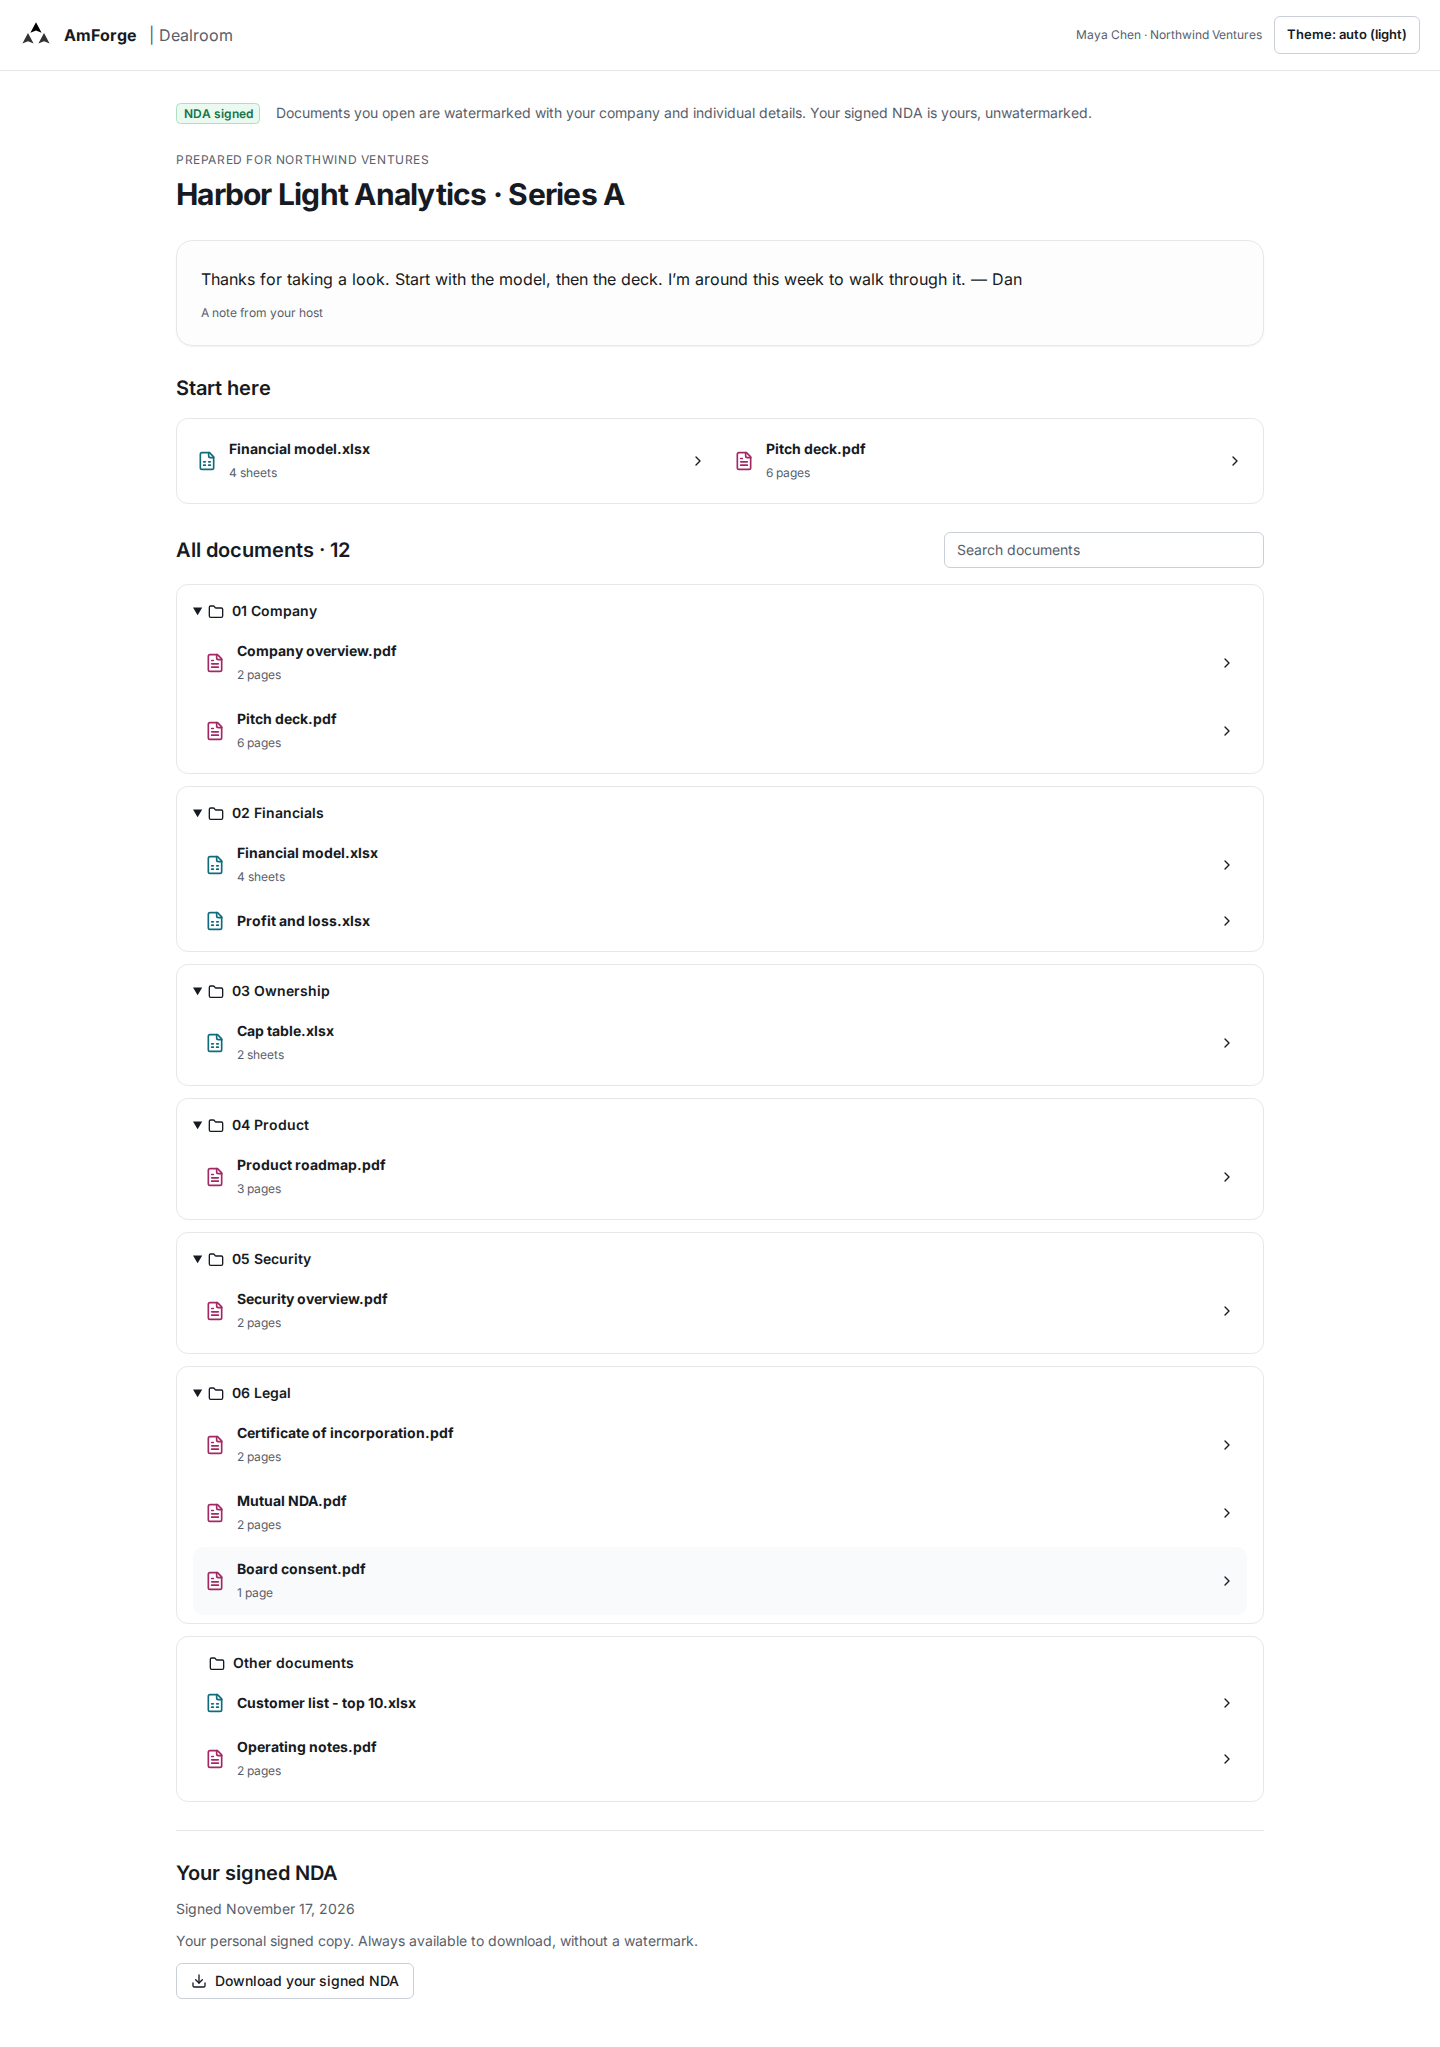 AmForge | Dealroom
Maya Chen · Northwind Ventures
Theme: auto (light)
NDA signed
Documents you open are watermarked with your company and individual details. Your signed NDA is yours, unwatermarked.
PREPARED FOR NORTHWIND VENTURES
Harbor Light Analytics · Series A
Thanks for taking a look. Start with the model, then the deck. I’m around this week to walk through it. — Dan
A note from your host
Start here
Financial model.xlsx
4 sheets
Pitch deck.pdf
6 pages
All documents · 12
Search documents
01 Company
Company overview.pdf
2 pages
Pitch deck.pdf
6 pages
02 Financials
Financial model.xlsx
4 sheets
Profit and loss.xlsx
03 Ownership
Cap table.xlsx
2 sheets
04 Product
Product roadmap.pdf
3 pages
05 Security
Security overview.pdf
2 pages
06 Legal
Certificate of incorporation.pdf
2 pages
Mutual NDA.pdf
2 pages
Board consent.pdf
1 page
Other documents
Customer list - top 10.xlsx
Operating notes.pdf
2 pages
Your signed NDA
Signed November 17, 2026
Your personal signed copy. Always available to download, without a watermark.
Download your signed NDA